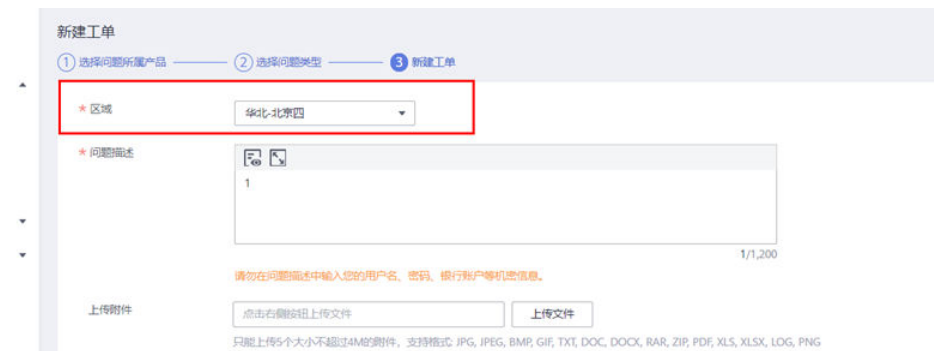 新建工单
1 选择问题所属产品 2 选择问题类型 3 新建工单
* 区域 华北-北京四
* 问题描述
1
1/1,200
请勿在问题描述中输入您的用户名、密码、银行账户等机密信息。
上传附件 点击右侧按钮上传文件 上传文件
只能上传5个大小不超过4M的附件，支持格式: JPG, JPEG, BMP, GIF, TXT, DOC, DOCX, RAR, ZIP, PDF, XLS, XLSX, LOG, PNG